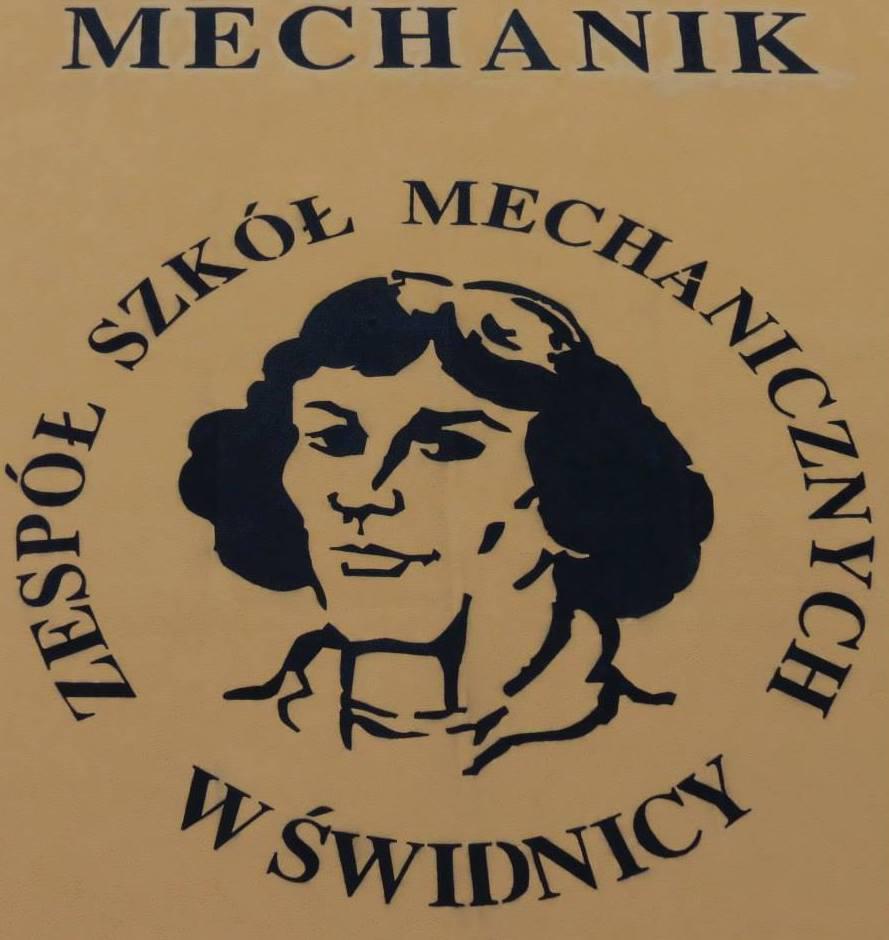 MECHANIK
ZESPÓŁ SZKÓŁ MECHANICZNYCH
W ŚWIDNICY